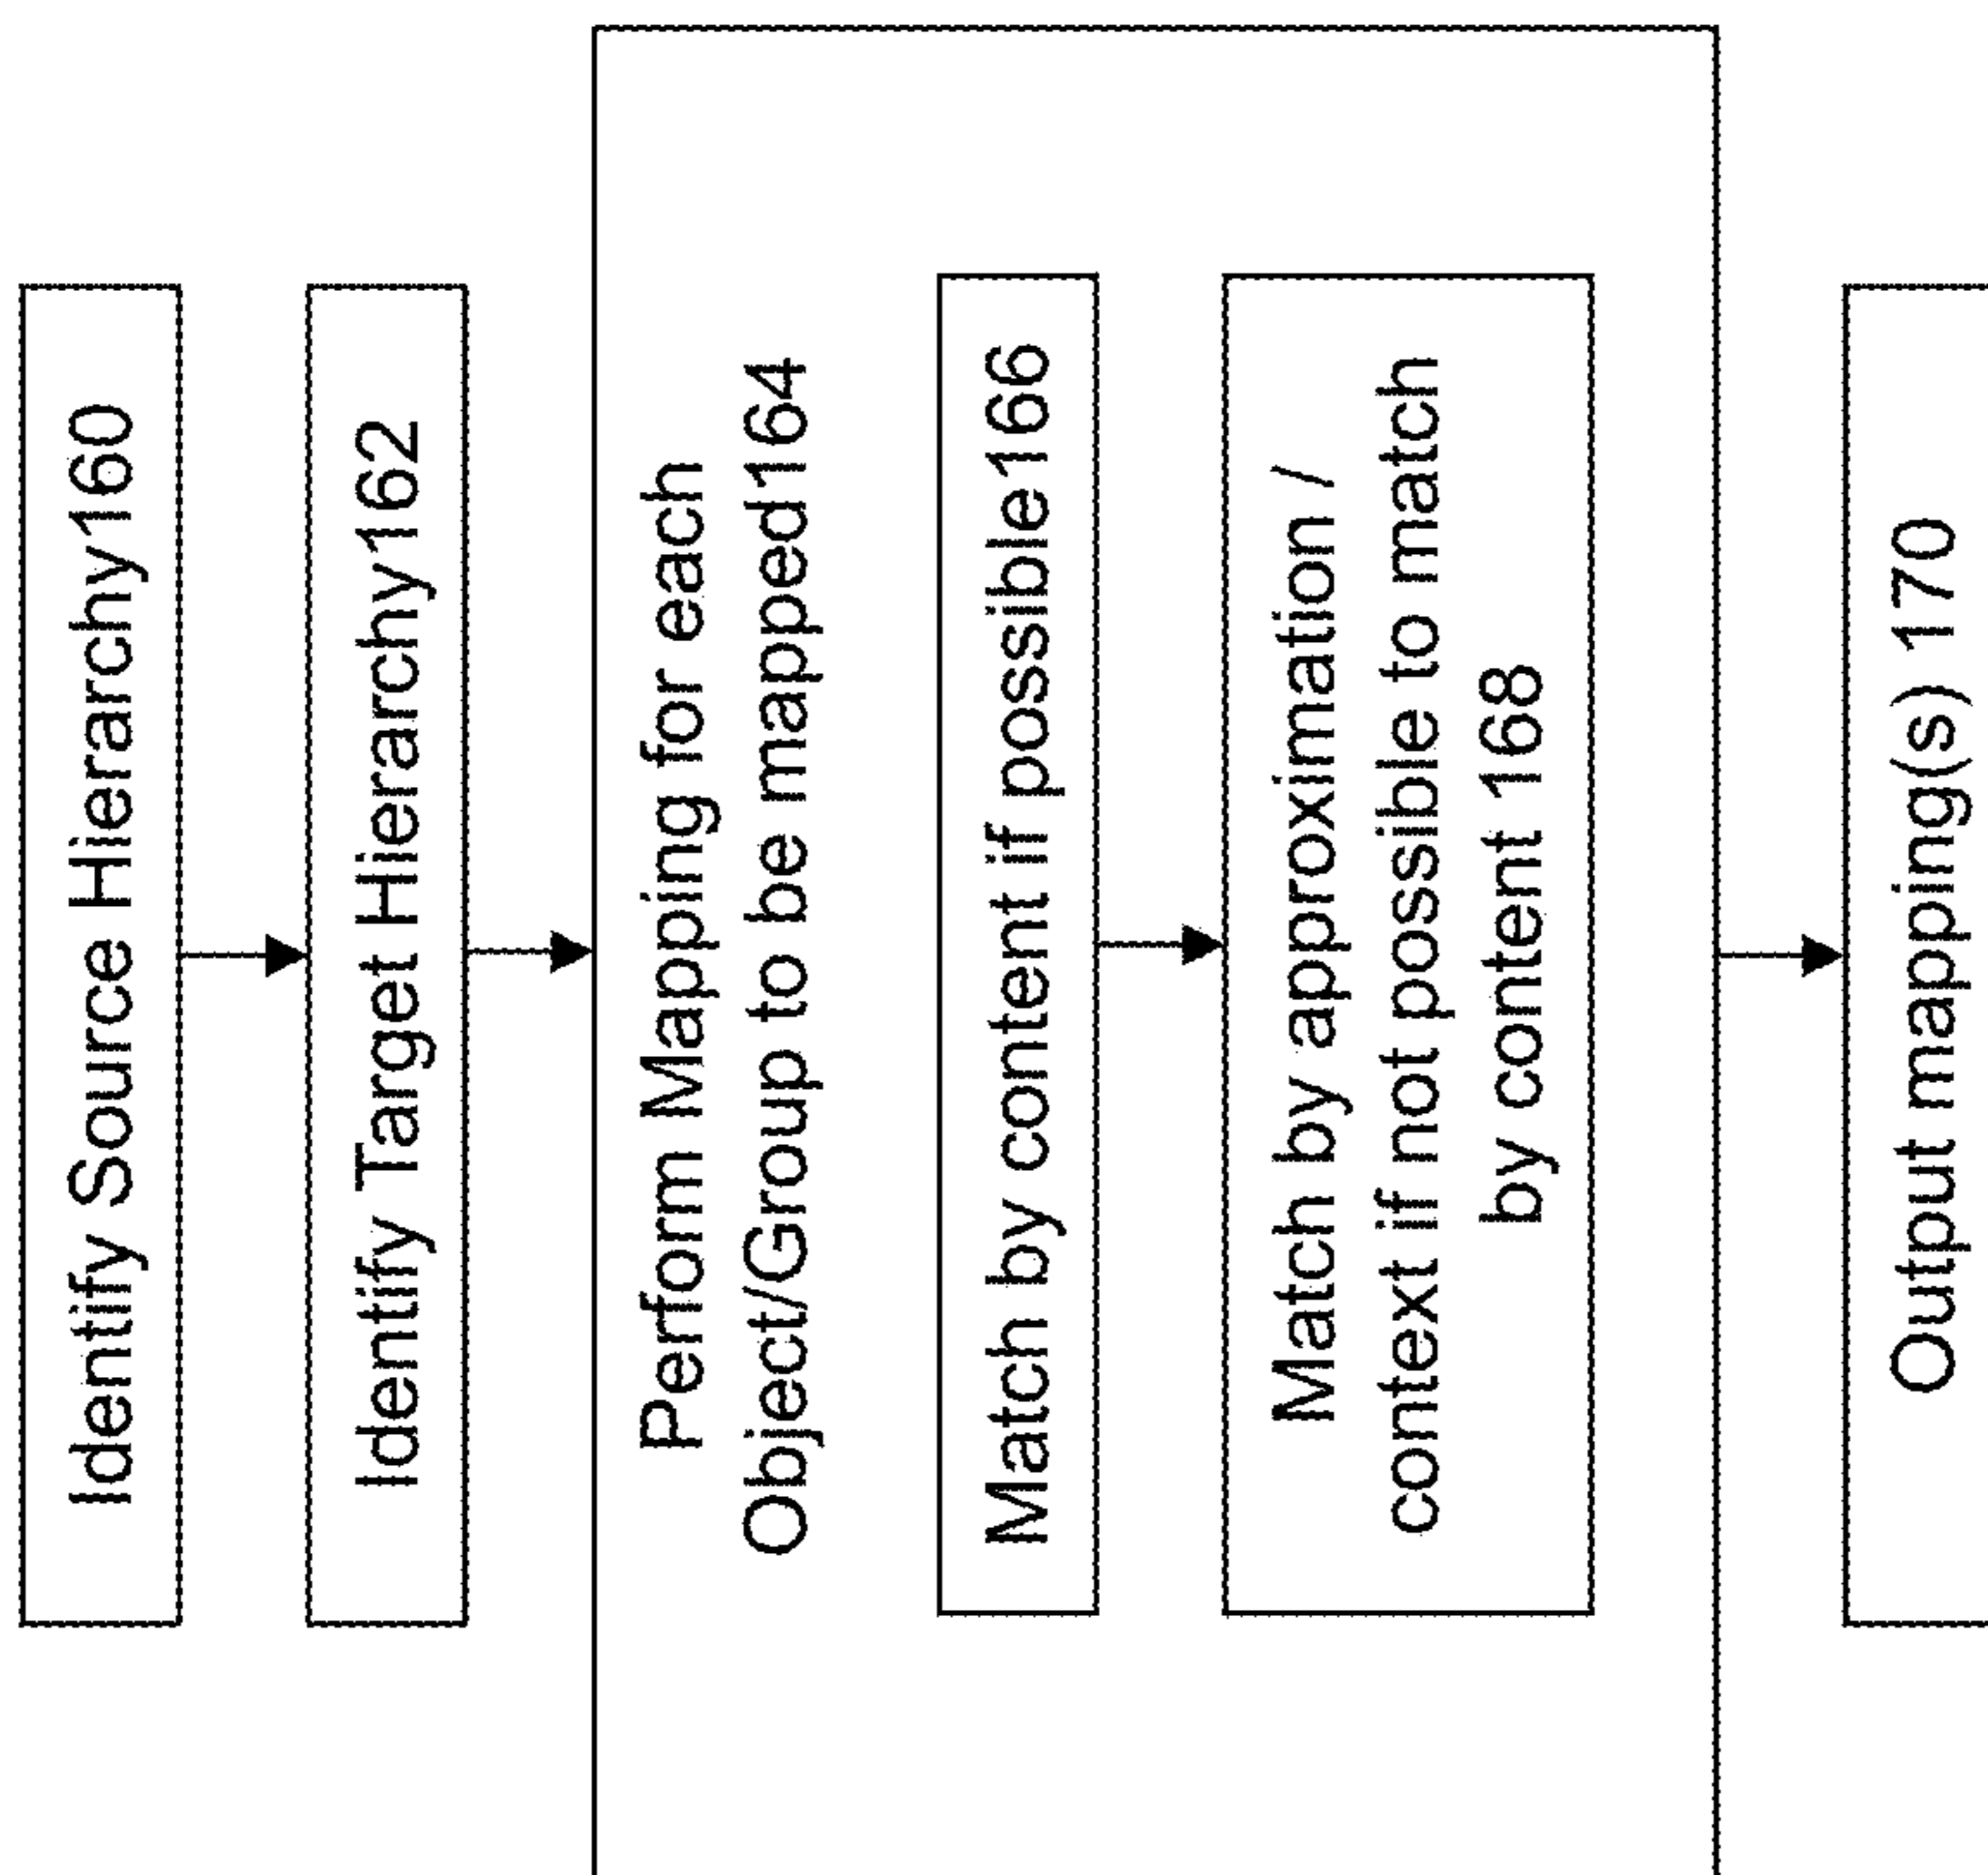 Identify Source Hierarchy160
Identify Target Hierarchy162
Perform Mapping for each
Object/Group to be mapped164
Match by content if possible166
Match by approximation /
context if not possible to match
by content 168
Output mapping(s) 170